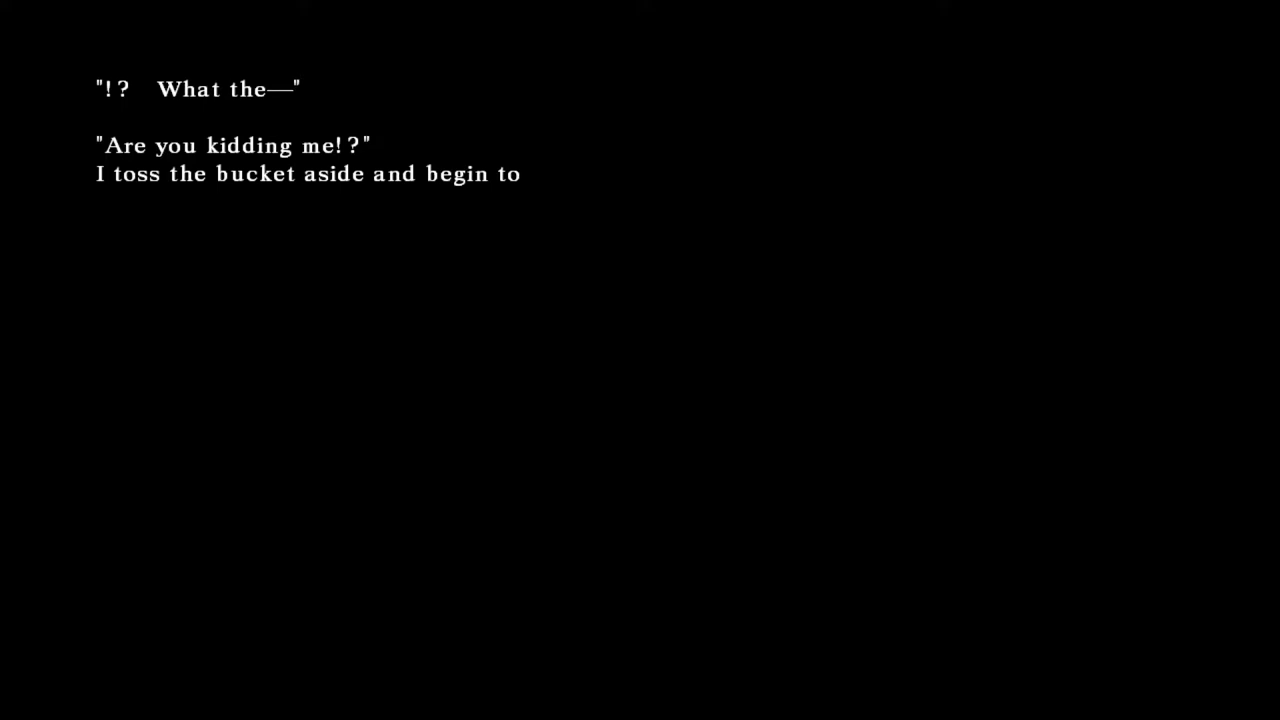 "!?  What the—"
"Are you kidding me!?"
I toss the bucket aside and begin to